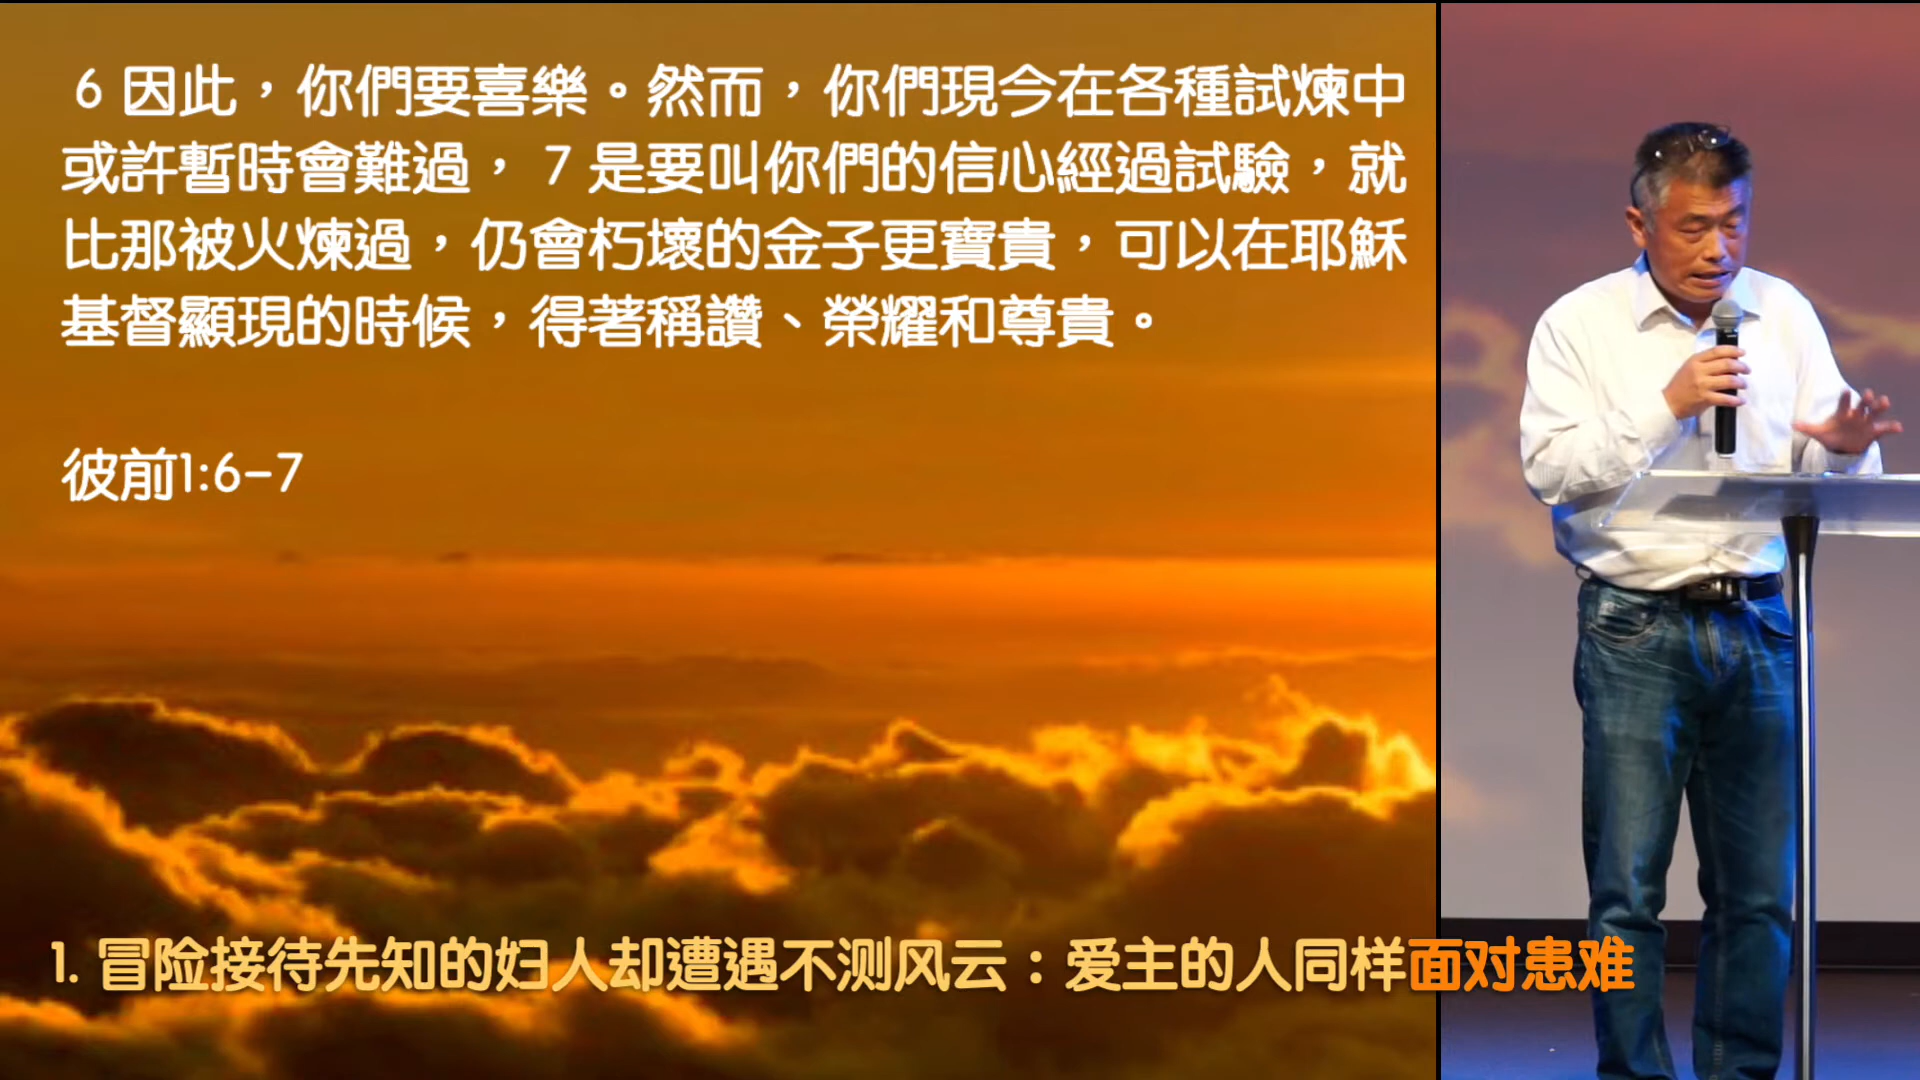 6 因此，你們要喜樂。然而，你們現今在各種試煉中
或許暫時會難過， 7 是要叫你們的信心經過試驗，就
比那被火煉過，仍會朽壞的金子更寶貴，可以在耶穌
基督顯現的時候，得著稱讚、榮耀和尊貴。
彼前1:6-7
1. 冒险接待先知的妇人却遭遇不测风云：爱主的人同样面对患难